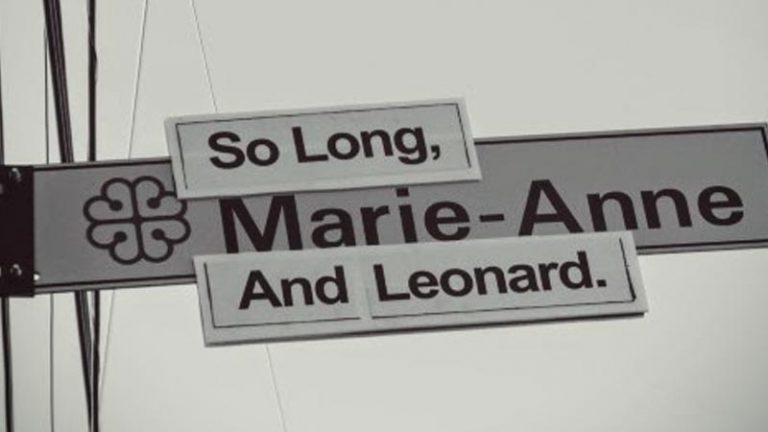 So Long,
Marie-Anne
And Leonard.